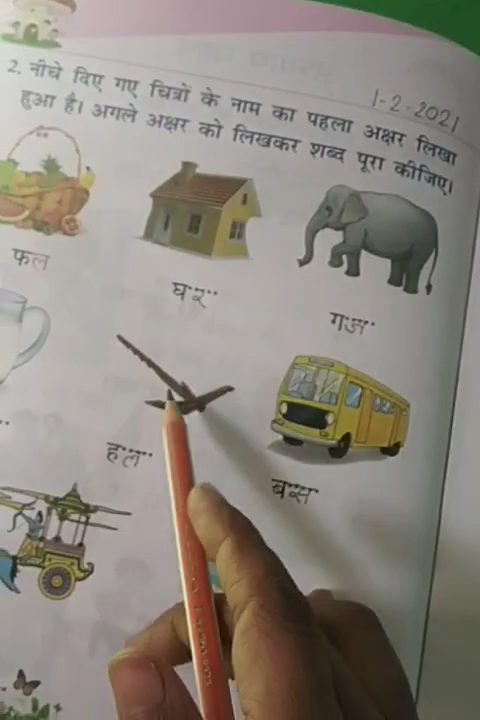 1-2-2021
2. नीचे दिए गए चित्रों के नाम का पहला अक्षर लिखा
हुआ है। अगले अक्षर को लिखकर शब्द पूरा कीजिए।
फल
घर
गज
हल
बस